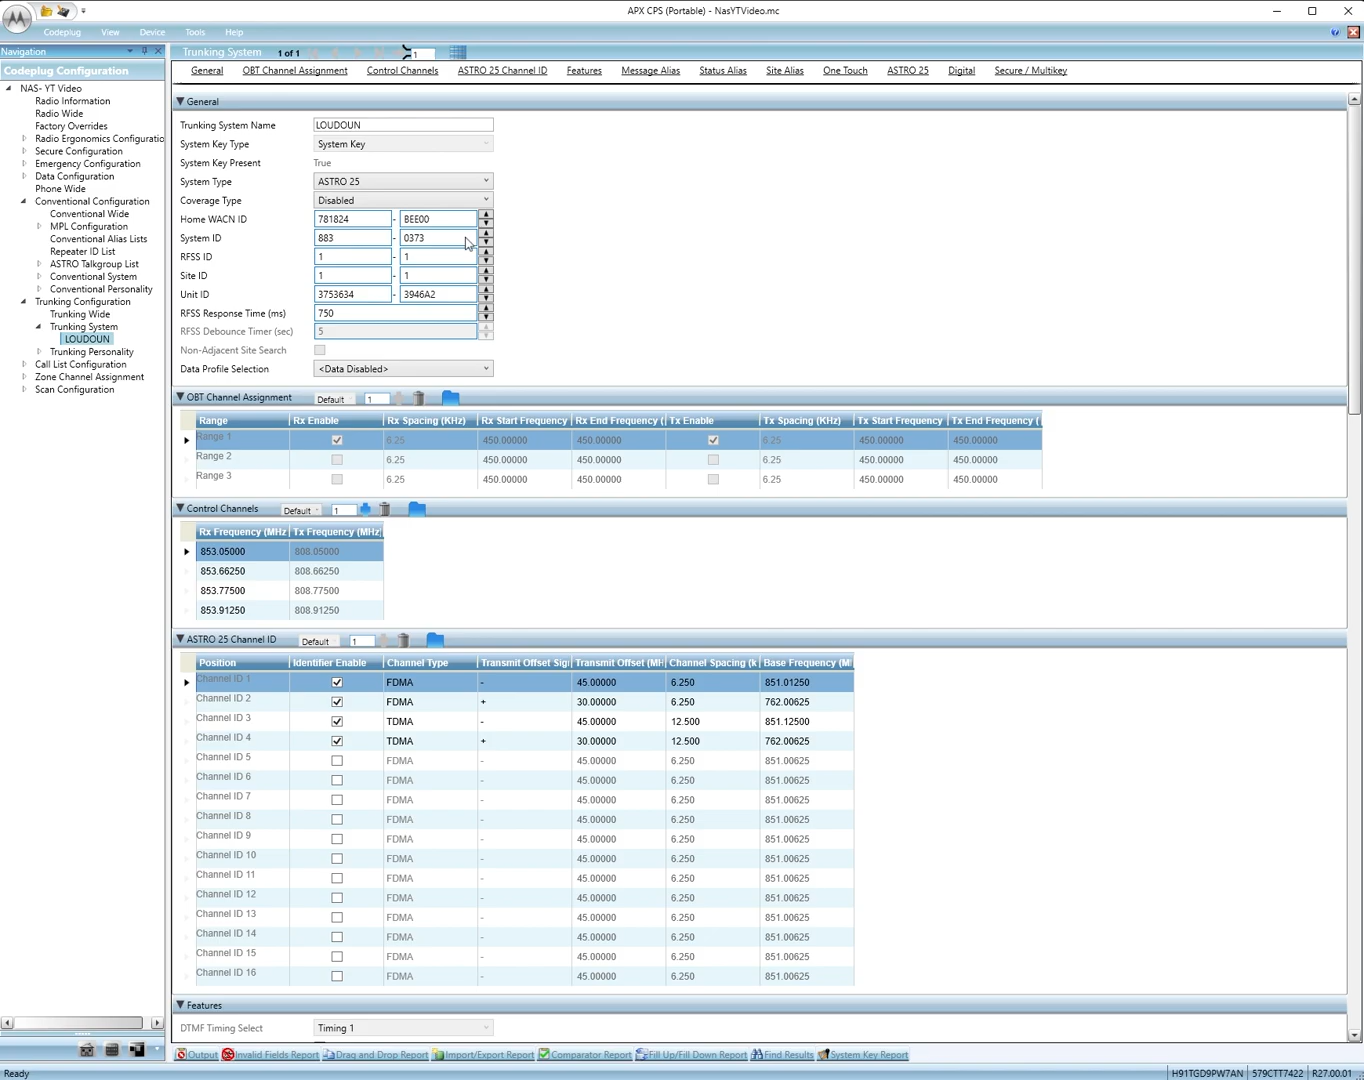 APX CPS (Portable) - NasYTVideo.mc
Codeplug View Device Tools Help
Navigation
Trunking System 1 of 1 1
Codeplug Configuration
General OBT Channel Assignment Control Channels ASTRO 25 Channel ID Features Message Alias Status Alias Site Alias One Touch ASTRO 25 Digital Secure / Multikey
NAS- YT Video
Radio Information
Radio Wide
Factory Overrides
Radio Ergonomics Configuratio
Secure Configuration
Emergency Configuration
Data Configuration
Phone Wide
Conventional Configuration
Conventional Wide
MPL Configuration
Conventional Alias Lists
Repeater ID List
ASTRO Talkgroup List
Conventional System
Conventional Personality
Trunking Configuration
Trunking Wide
Trunking System
LOUDOUN
Trunking Personality
Call List Configuration
Zone Channel Assignment
Scan Configuration
General
Trunking System Name LOUDOUN
System Key Type System Key
System Key Present True
System Type ASTRO 25
Coverage Type Disabled
Home WACN ID 781824 - BEE00
System ID 883 - 0373
RFSS ID 1 - 1
Site ID 1 - 1
Unit ID 3753634 - 3946A2
RFSS Response Time (ms) 750
RFSS Debounce Timer (sec) 5
Non-Adjacent Site Search
Data Profile Selection <Data Disabled>
OBT Channel Assignment Default 1
Range Rx Enable Rx Spacing (KHz) Rx Start Frequency Rx End Frequency ( Tx Enable Tx Spacing (KHz) Tx Start Frequency Tx End Frequency (
Range 1 6.25 450.00000 450.00000 6.25 450.00000 450.00000
Range 2 6.25 450.00000 450.00000 6.25 450.00000 450.00000
Range 3 6.25 450.00000 450.00000 6.25 450.00000 450.00000
Control Channels Default 1
Rx Frequency (MHz Tx Frequency (MHz)
853.05000 808.05000
853.66250 808.66250
853.77500 808.77500
853.91250 808.91250
ASTRO 25 Channel ID Default 1
Position Identifier Enable Channel Type Transmit Offset Sig Transmit Offset (MH Channel Spacing (k Base Frequency (M
Channel ID 1 FDMA - 45.00000 6.250 851.01250
Channel ID 2 FDMA + 30.00000 6.250 762.00625
Channel ID 3 TDMA - 45.00000 12.500 851.12500
Channel ID 4 TDMA + 30.00000 12.500 762.00625
Channel ID 5 FDMA - 45.00000 6.250 851.00625
Channel ID 6 FDMA - 45.00000 6.250 851.00625
Channel ID 7 FDMA - 45.00000 6.250 851.00625
Channel ID 8 FDMA - 45.00000 6.250 851.00625
Channel ID 9 FDMA - 45.00000 6.250 851.00625
Channel ID 10 FDMA - 45.00000 6.250 851.00625
Channel ID 11 FDMA - 45.00000 6.250 851.00625
Channel ID 12 FDMA - 45.00000 6.250 851.00625
Channel ID 13 FDMA - 45.00000 6.250 851.00625
Channel ID 14 FDMA - 45.00000 6.250 851.00625
Channel ID 15 FDMA - 45.00000 6.250 851.00625
Channel ID 16 FDMA - 45.00000 6.250 851.00625
Features
DTMF Timing Select Timing 1
Output Invalid Fields Report Drag and Drop Report Import/Export Report Comparator Report Fill Up/Fill Down Report Find Results System Key Report
Ready H91TGD9PW7AN 579CTT7422 R27.00.01